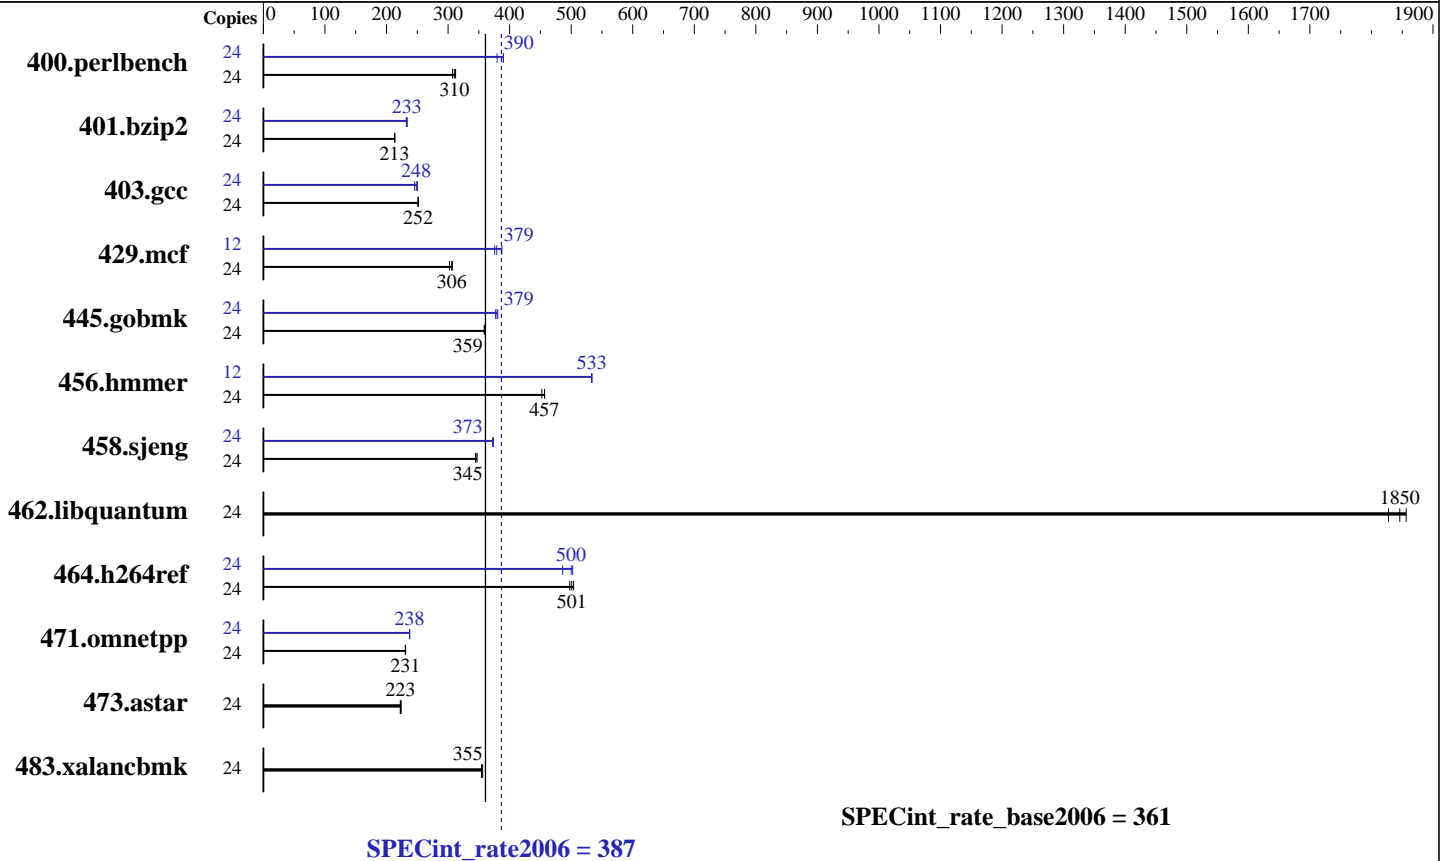 Copies 0 100 200 300 400 500 600 700 800 900 1000 1100 1200 1300 1400 1500 1600 1700 1900
400.perlbench 24 390
24 310
401.bzip2 24 233
24 213
403.gcc 24 248
24 252
429.mcf 12 379
24 306
445.gobmk 24 379
24 359
456.hmmer 12 533
24 457
458.sjeng 24 373
24 345
462.libquantum 24 1850
464.h264ref 24 500
24 501
471.omnetpp 24 238
24 231
473.astar 24 223
483.xalancbmk 24 355
SPECint_rate_base2006 = 361
SPECint_rate2006 = 387